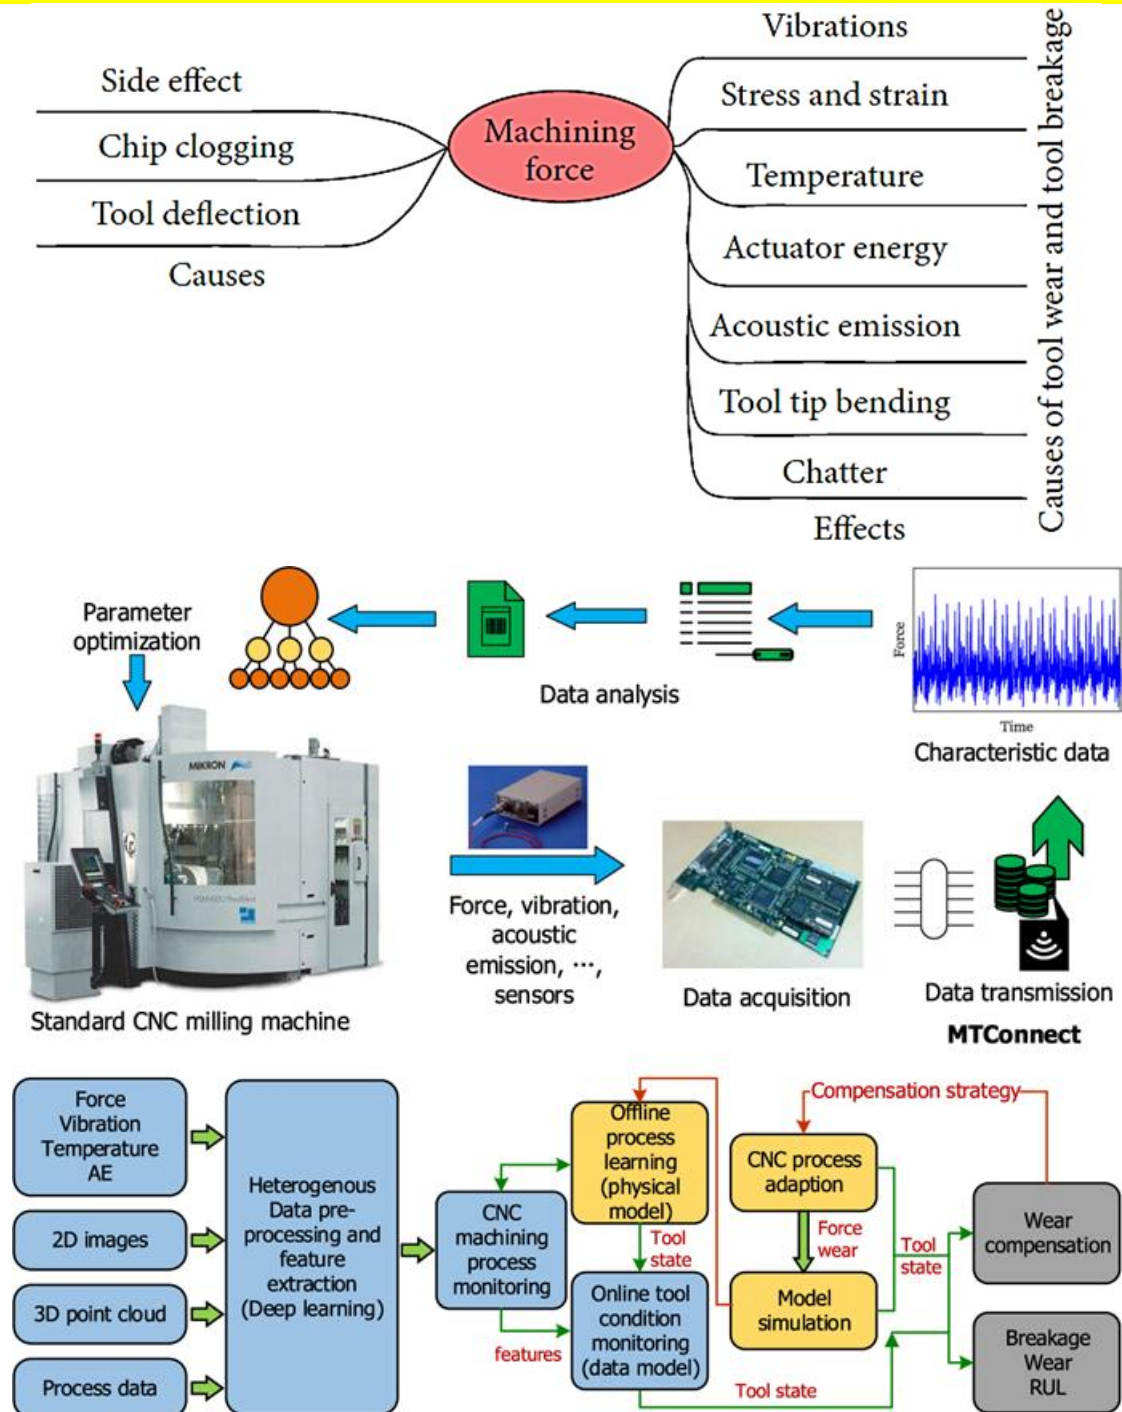 Side effect
Chip clogging
Tool deflection
Causes
Machining
force
Vibrations
Stress and strain
Temperature
Actuator energy
Acoustic emission
Tool tip bending
Chatter
Effects
Causes of tool wear and tool breakage
Parameter
optimization
Data analysis
Force
Time
Characteristic data
MIKRON
Standard CNC milling machine
Force, vibration,
acoustic
emission, ···,
sensors
Data acquisition
Data transmission
MTConnect
Force
Vibration
Temperature
AE
2D images
3D point cloud
Process data
Heterogenous
Data pre-
processing and
feature
extraction
(Deep learning)
CNC
machining
process
monitoring
features
Offline
process
learning
(physical
model)
Tool
state
Online tool
condition
monitoring
(data model)
Tool state
Compensation strategy
CNC process
adaption
Force
wear
Model
simulation
Tool
state
Wear
compensation
Breakage
Wear
RUL